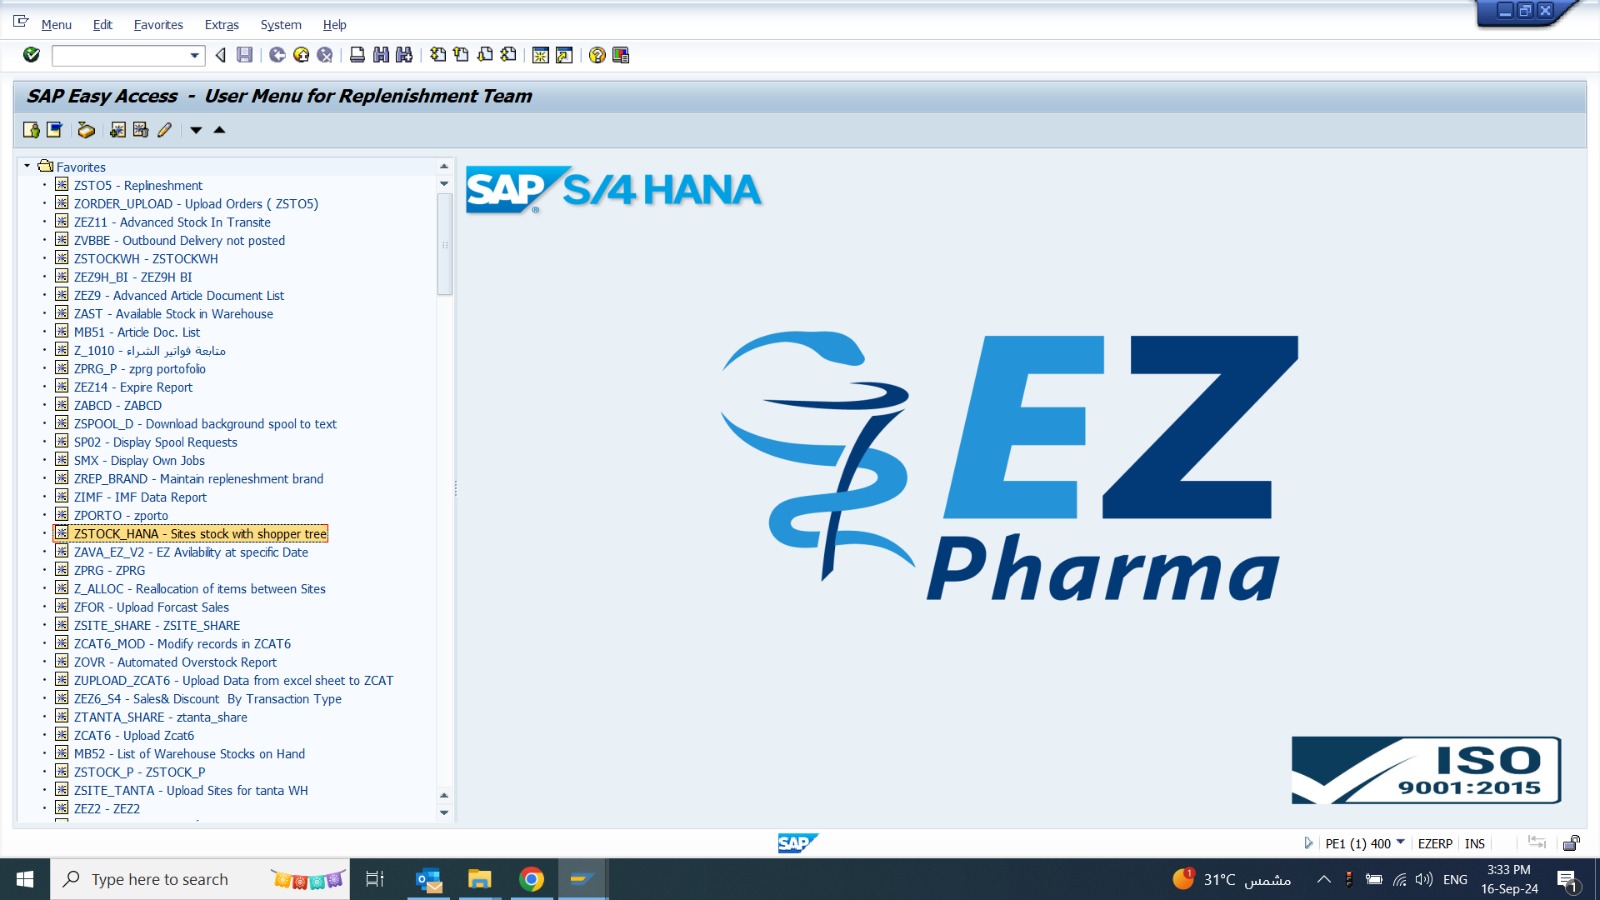 Menu Edit Favorites Extras System Help
SAP Easy Access - User Menu for Replenishment Team
Favorites
ZSTO5 - Replineshment
ZORDER_UPLOAD - Upload Orders ( ZSTO5)
ZEZ11 - Advanced Stock In Transite
ZVBBE - Outbound Delivery not posted
ZSTOCKWH - ZSTOCKWH
ZEZ9H_BI - ZEZ9H BI
ZEZ9 - Advanced Article Document List
ZAST - Available Stock in Warehouse
MB51 - Article Doc. List
Z_1010 - متابعة فواتير الشراء
ZPRG_P - zprg portofolio
ZEZ14 - Expire Report
ZABCD - ZABCD
ZSPOOL_D - Download background spool to text
SP02 - Display Spool Requests
SMX - Display Own Jobs
ZREP_BRAND - Maintain repleneshment brand
ZIMF - IMF Data Report
ZPORTO - zporto
ZSTOCK_HANA - Sites stock with shopper tree
ZAVA_EZ_V2 - EZ Avilability at specific Date
ZPRG - ZPRG
Z_ALLOC - Reallocation of items between Sites
ZFOR - Upload Forcast Sales
ZSITE_SHARE - ZSITE_SHARE
ZCAT6_MOD - Modify records in ZCAT6
ZOVR - Automated Overstock Report
ZUPLOAD_ZCAT6 - Upload Data from excel sheet to ZCAT
ZEZ6_S4 - Sales& Discount By Transaction Type
ZTANTA_SHARE - ztanta_share
ZCAT6 - Upload Zcat6
MB52 - List of Warehouse Stocks on Hand
ZSTOCK_P - ZSTOCK_P
ZSITE_TANTA - Upload Sites for tanta WH
ZEZ2 - ZEZ2
SAP S/4 HANA
EZ
Pharma
ISO
9001:2015
SAP
PE1 (1) 400 EZERP INS
Type here to search
1
31°C مشمس
ENG
3:33 PM
16-Sep-24
1